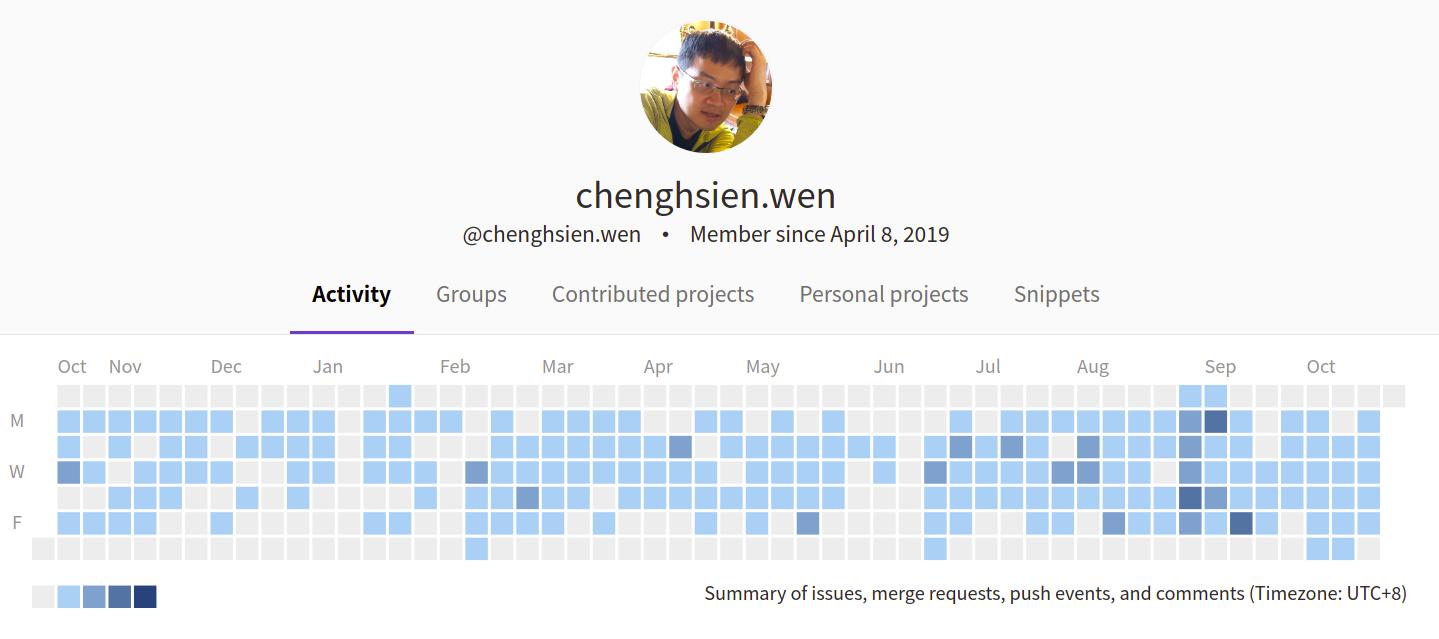 chenghsien.wen
@chenghsien.wen • Member since April 8, 2019
Activity Groups Contributed projects Personal projects Snippets
Oct Nov Dec Jan Feb Mar Apr May Jun Jul Aug Sep Oct
M
W
F
Summary of issues, merge requests, push events, and comments (Timezone: UTC+8)